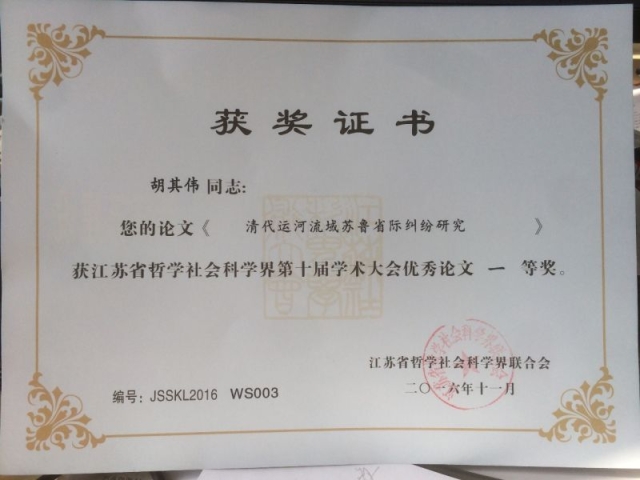 获奖证书
胡其伟同志:
您的论文《 清代运河流域苏鲁省际纠纷研究 》
获江苏省哲学社会科学界第十届学术大会优秀论文 一 等奖。
江苏省哲学社会科学界联合会
二〇一六年十一月
编号: JSSKL2016 WS003